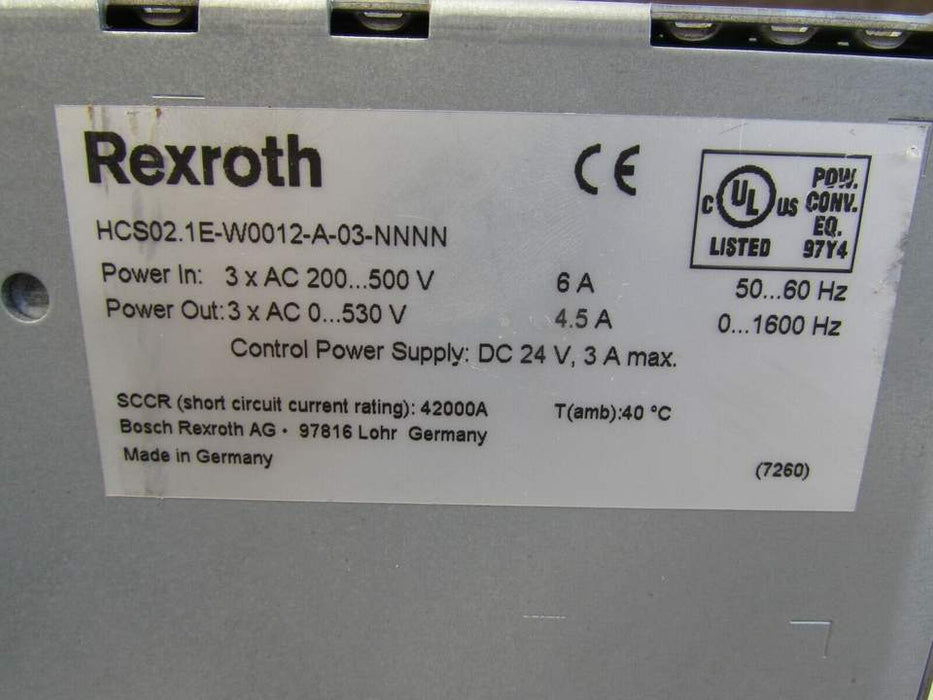 Rexroth
CE
C UL US LISTED
POW.
CONV.
EQ.
97Y4
HCS02.1E-W0012-A-03-NNNN
Power In: 3 x AC 200...500 V 6 A 50...60 Hz
Power Out: 3 x AC 0...530 V 4.5 A 0...1600 Hz
Control Power Supply: DC 24 V, 3 A max.
SCCR (short circuit current rating): 42000A T(amb):40 °C
Bosch Rexroth AG • 97816 Lohr Germany
Made in Germany
(7260)